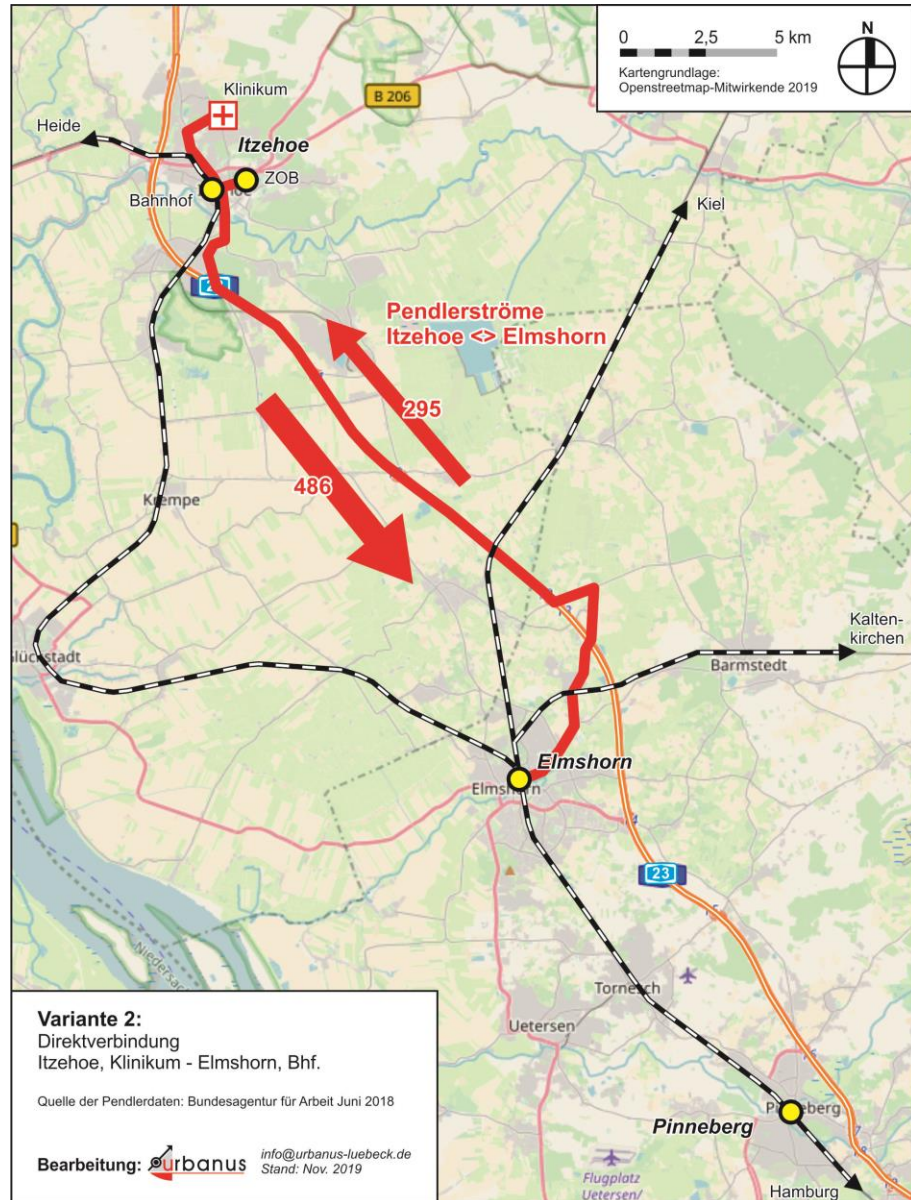 0 2,5 5 km
Kartengrundlage:
Openstreetmap-Mitwirkende 2019
N
B 206
Klinikum
Heide
Itzehoe
ZOB
Bahnhof
Kiel
Pendlerströme
Itzehoe <> Elmshorn
295
486
Krempe
Kalten-
kirchen
Barmstedt
lückstadt
Elmshorn
Elmshorn
23
Tornesch
Uetersen
Niedersac
Pinneberg
Pinneberg
Flugplatz
Uetersen/
Hamburg
Variante 2:
Direktverbindung
Itzehoe, Klinikum - Elmshorn, Bhf.
Quelle der Pendlerdaten: Bundesagentur für Arbeit Juni 2018
Bearbeitung: urbanus
info@urbanus-luebeck.de
Stand: Nov. 2019